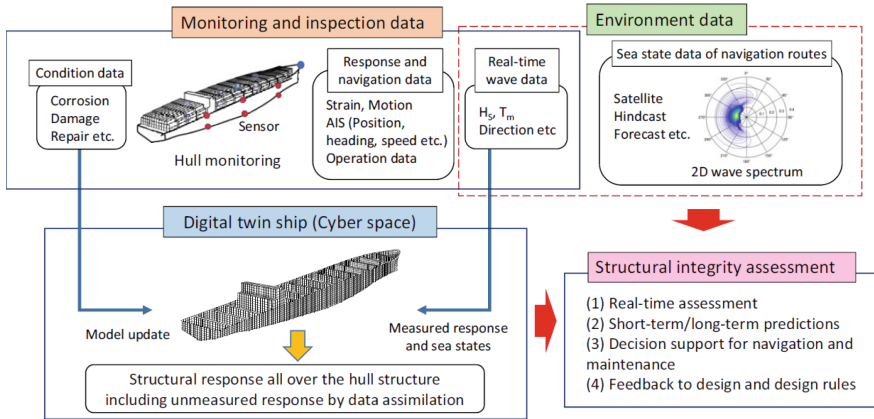 Monitoring and inspection data
Environment data
Condition data
Corrosion
Damage
Repair etc.
Sensor
Hull monitoring
Response and
navigation data
Strain, Motion
AIS (Position,
heading, speed etc.)
Operation data
Real-time
wave data
HS, Tm
Direction etc
Sea state data of navigation routes
Satellite
Hindcast
Forecast etc.
2D wave spectrum
Digital twin ship (Cyber space)
Model update
Measured response
and sea states
Structural response all over the hull structure
including unmeasured response by data assimilation
Structural integrity assessment
(1) Real-time assessment
(2) Short-term/long-term predictions
(3) Decision support for navigation and
maintenance
(4) Feedback to design and design rules